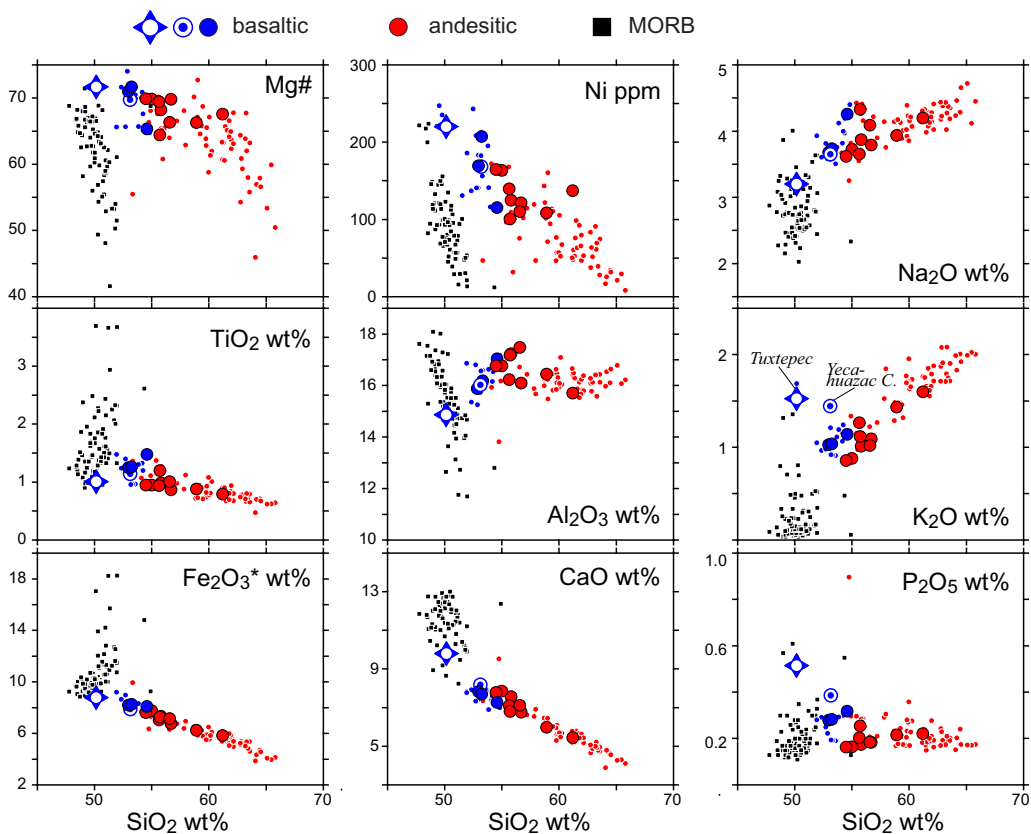 basaltic andesitic MORB
70
60
50
40
Mg#
300
200
100
0
Ni ppm
5
4
3
2
Na2O wt%
TiO2 wt%
3
2
1
0
18
16
14
12
10
Al2O3 wt%
2
1
Tuxtepec
Yeca-
huazac C.
K2O wt%
Fe2O3* wt%
18
14
10
6
2
CaO wt%
13
9
5
1.0
0.6
0.2
P2O5 wt%
50 60 70
50 60 70
50 60 70
SiO2 wt% SiO2 wt% SiO2 wt%